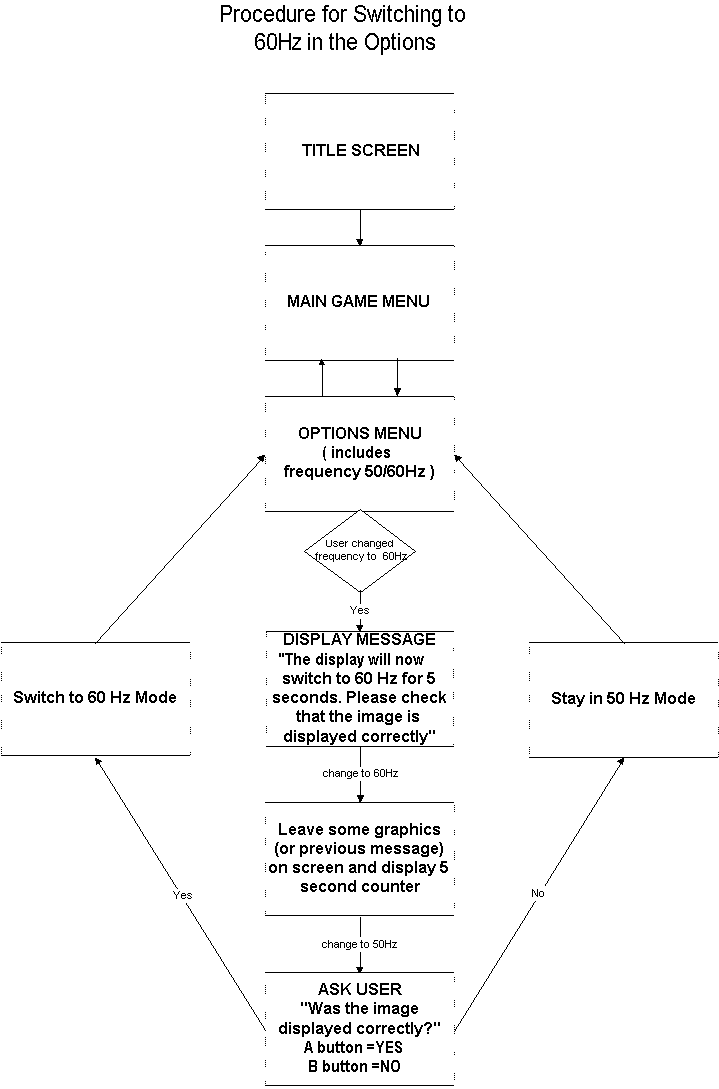 Procedure for Switching to
60Hz in the Options
TITLE SCREEN
MAIN GAME MENU
OPTIONS MENU
( includes
frequency 50/60Hz )
User changed
frequency to 60Hz
Yes
DISPLAY MESSAGE
"The display will now
switch to 60 Hz for 5
seconds. Please check
that the image is
displayed correctly"
Switch to 60 Hz Mode
Stay in 50 Hz Mode
change to 60Hz
Leave some graphics
(or previous message)
on screen and display 5
second counter
Yes
No
change to 50Hz
ASK USER
"Was the image
displayed correctly?"
A button =YES
B button =NO